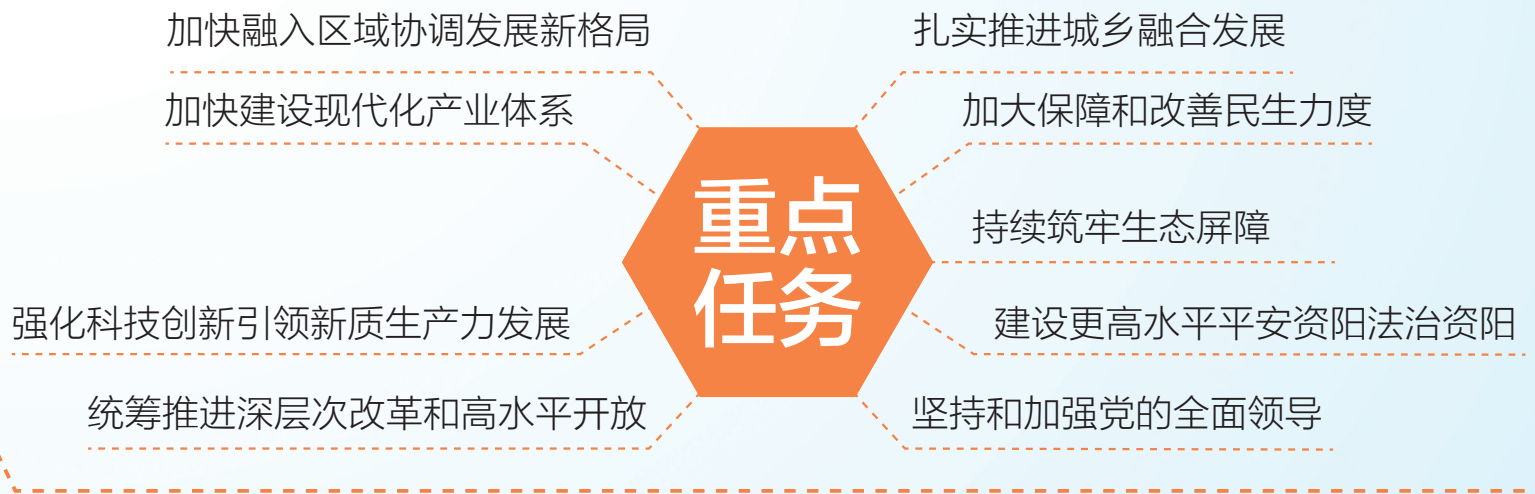 加快融入区域协调发展新格局
加快建设现代化产业体系
强化科技创新引领新质生产力发展
统筹推进深层次改革和高水平开放
重点
任务
扎实推进城乡融合发展
加大保障和改善民生力度
持续筑牢生态屏障
建设更高水平平安资阳法治资阳
坚持和加强党的全面领导